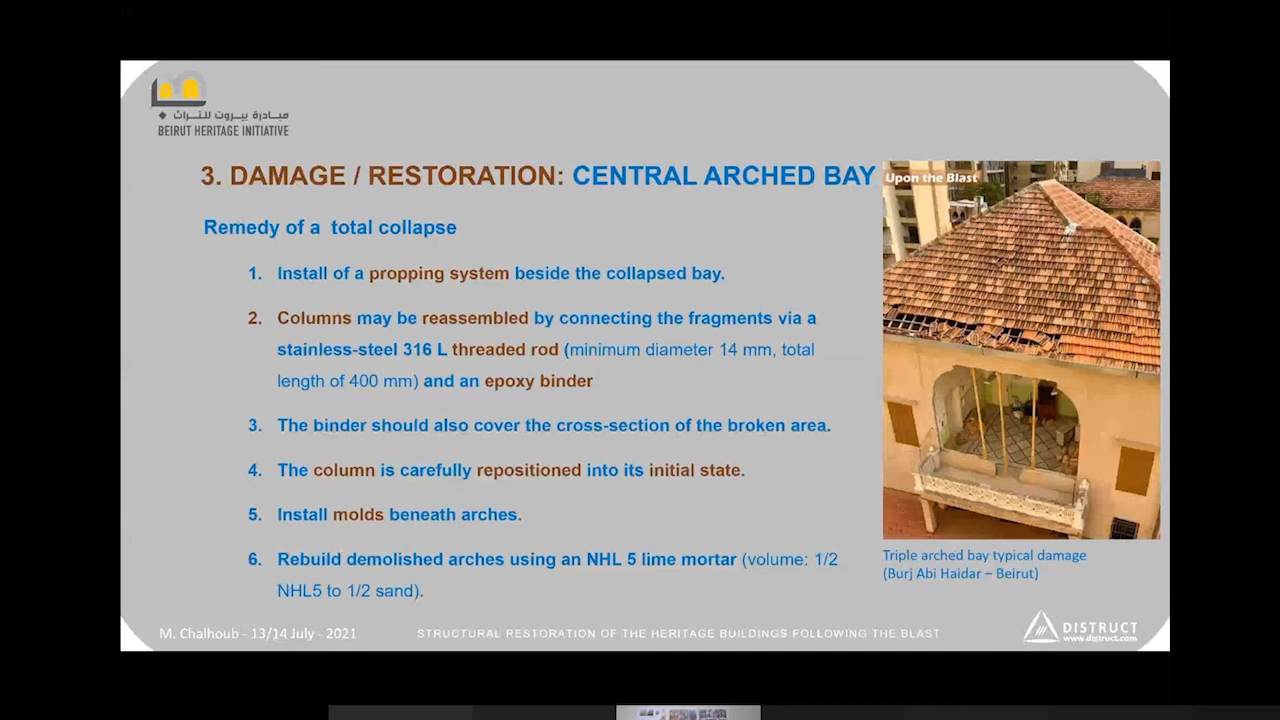 مبادرة بيروت للتراث
BEIRUT HERITAGE INITIATIVE
3. DAMAGE / RESTORATION: CENTRAL ARCHED BAY
Upon the Blast
Remedy of a total collapse
1. Install of a propping system beside the collapsed bay.
2. Columns may be reassembled by connecting the fragments via a
stainless-steel 316 L threaded rod (minimum diameter 14 mm, total
length of 400 mm) and an epoxy binder
3. The binder should also cover the cross-section of the broken area.
4. The column is carefully repositioned into its initial state.
5. Install molds beneath arches.
6. Rebuild demolished arches using an NHL 5 lime mortar (volume: 1/2
NHL5 to 1/2 sand).
Triple arched bay typical damage
(Burj Abi Haidar – Beirut)
M. Chalhoub - 13/14 July - 2021
STRUCTURAL RESTORATION OF THE HERITAGE BUILDINGS FOLLOWING THE BLAST
DISTRUCT
www.distruct.com